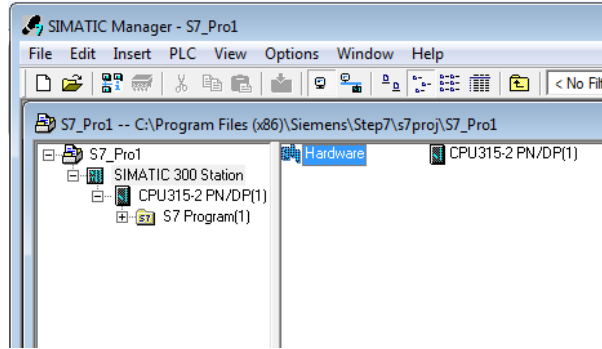 SIMATIC Manager - S7_Pro1
File Edit Insert PLC View Options Window Help
< No Filt
S7_Pro1 -- C:\Program Files (x86)\Siemens\Step7\s7proj\S7_Pro1
S7_Pro1
SIMATIC 300 Station
CPU315-2 PN/DP(1)
S7 Program(1)
Hardware
CPU315-2 PN/DP(1)